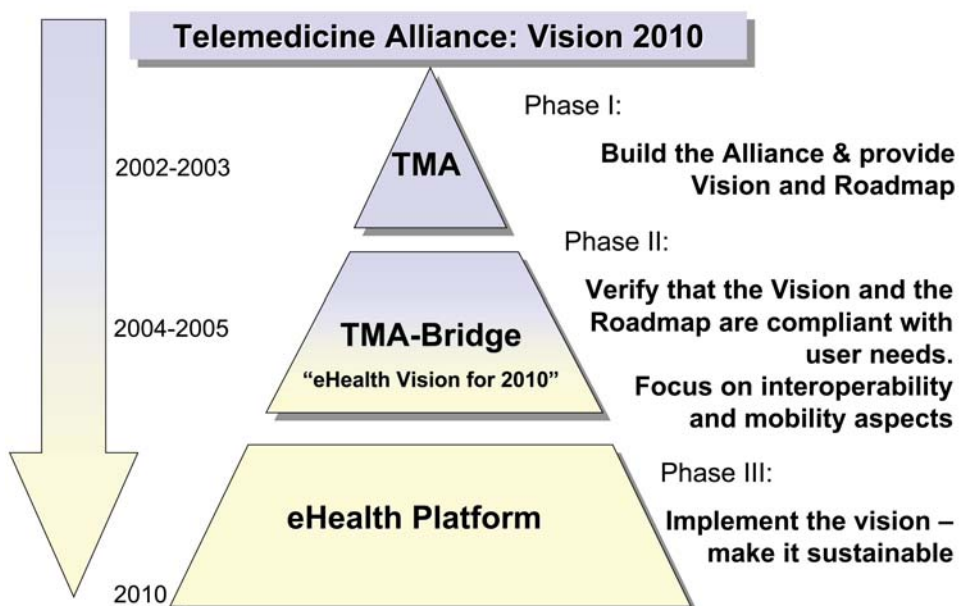 Telemedicine Alliance: Vision 2010
Phase I:
2002-2003
TMA
Build the Alliance & provide
Vision and Roadmap
Phase II:
2004-2005
TMA-Bridge
“eHealth Vision for 2010”
Verify that the Vision and the
Roadmap are compliant with
user needs.
Focus on interoperability
and mobility aspects
Phase III:
eHealth Platform
Implement the vision –
make it sustainable
2010